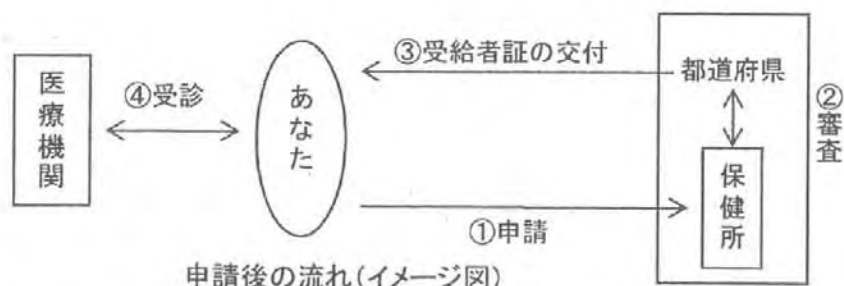 医療機関
④受診
あなた
③受給者証の交付
①申請
都道府県
保健所
②審査
申請後の流れ(イメージ図)